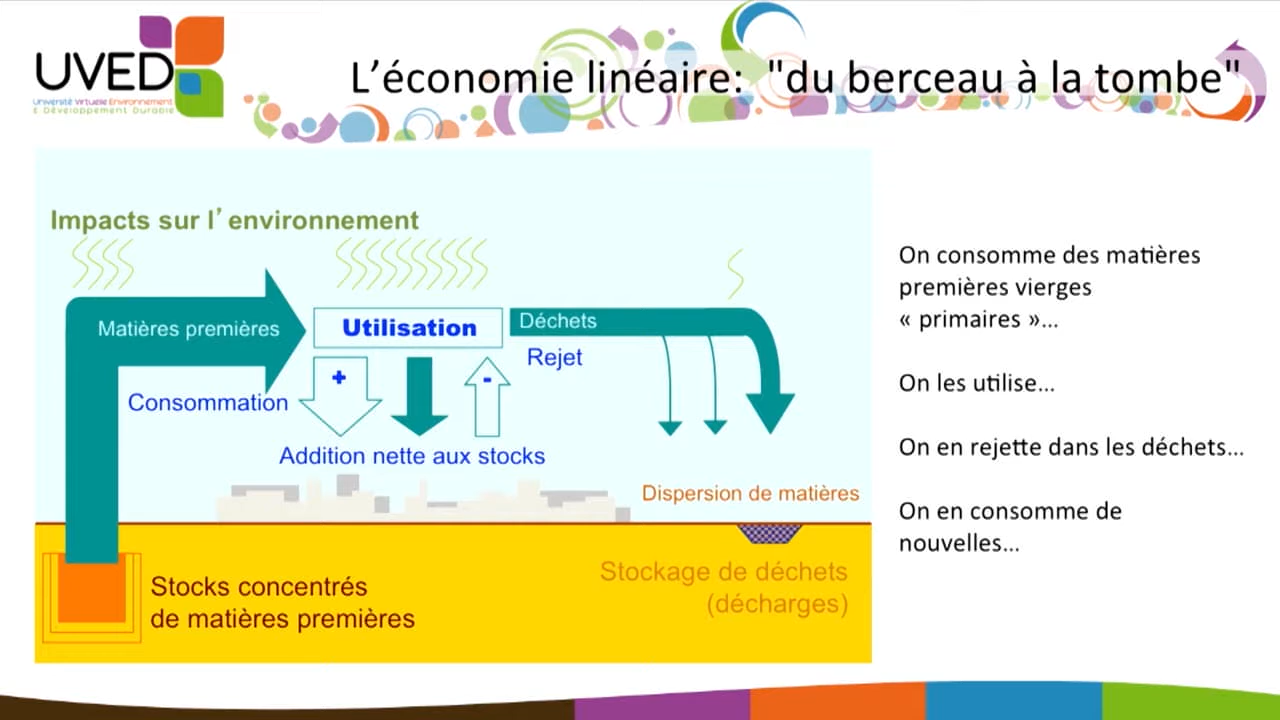 UVED
Université Virtuelle Environnement
& Développement Durable
L’économie linéaire: "du berceau à la tombe"
Impacts sur l’environnement
Matières premières
Utilisation
Déchets
Rejet
+
-
Consommation
Addition nette aux stocks
Dispersion de matières
Stocks concentrés
de matières premières
Stockage de déchets
(décharges)
On consomme des matières
premières vierges
« primaires »...
On les utilise...
On en rejette dans les déchets...
On en consomme de
nouvelles...